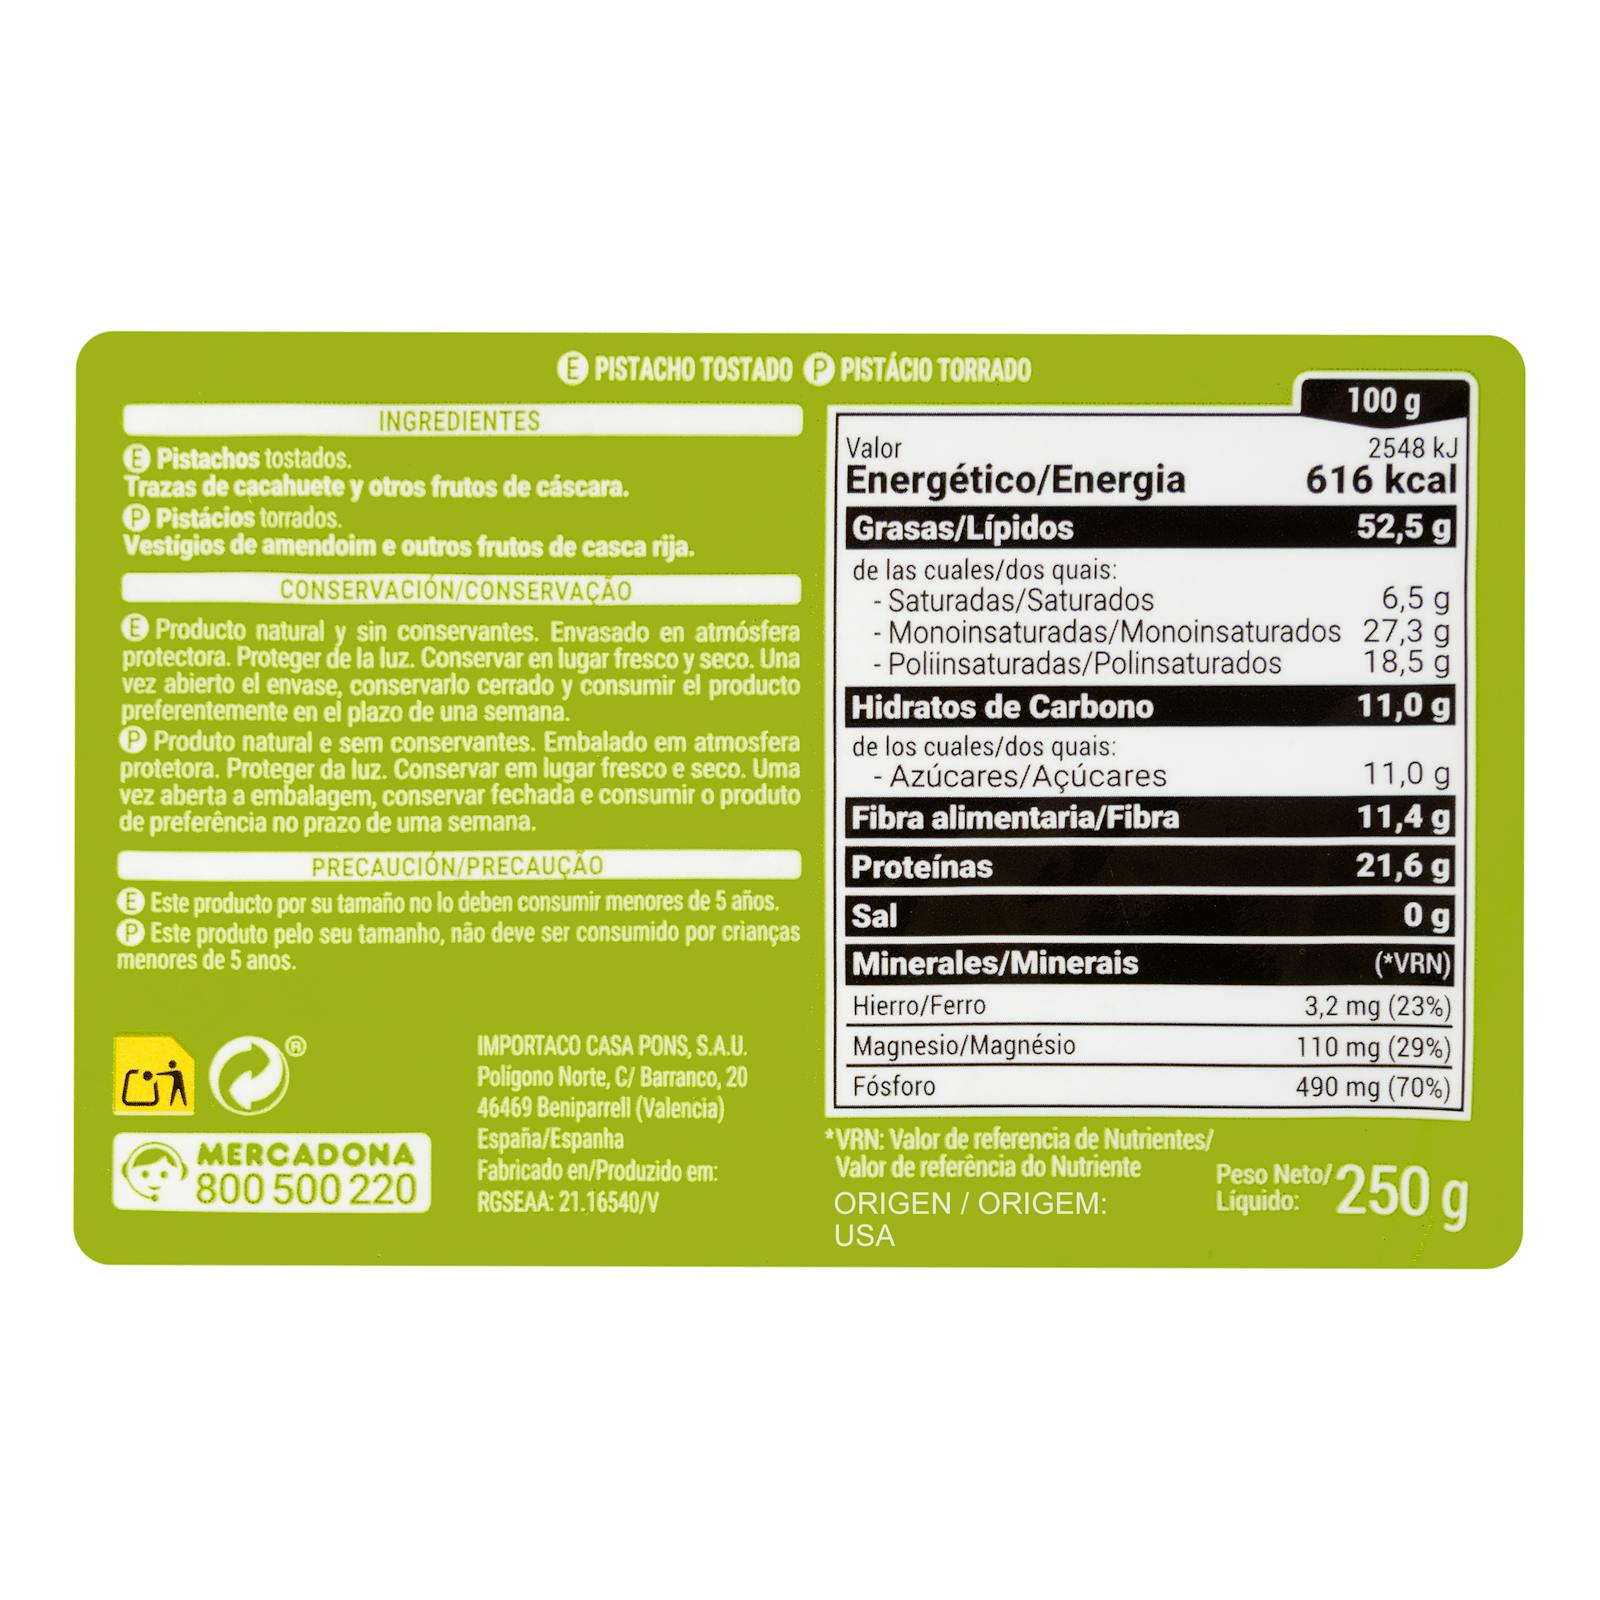 E PISTACHO TOSTADO P PISTÁCIO TORRADO
INGREDIENTES
E Pistachos tostados.
Trazas de cacahuete y otros frutos de cáscara.
P Pistácios torrados.
Vestígios de amendoim e outros frutos de casca rija.
CONSERVACIÓN/CONSERVAÇÃO
E Producto natural y sin conservantes. Envasado en atmósfera
protectora. Proteger de la luz. Conservar en lugar fresco y seco. Una
vez abierto el envase, conservarlo cerrado y consumir el producto
preferentemente en el plazo de una semana.
P Produto natural e sem conservantes. Embalado em atmosfera
protetora. Proteger da luz. Conservar em lugar fresco e seco. Uma
vez aberta a embalagem, conservar fechada e consumir o produto
de preferência no prazo de uma semana.
PRECAUCIÓN/PRECAUÇÃO
E Este producto por su tamaño no lo deben consumir menores de 5 años.
P Este produto pelo seu tamanho, não deve ser consumido por crianças
menores de 5 anos.
®
MERCADONA
800 500 220
IMPORTACO CASA PONS, S.A.U.
Polígono Norte, C/ Barranco, 20
46469 Beniparrell (Valencia)
España/Espanha
Fabricado en/Produzido em:
RGSEAA: 21.16540/V
100 g
Valor 2548 kJ
Energético/Energia 616 kcal
Grasas/Lípidos 52,5 g
de las cuales/dos quais:
- Saturadas/Saturados 6,5 g
- Monoinsaturadas/Monoinsaturados 27,3 g
- Poliinsaturadas/Polinsaturados 18,5 g
Hidratos de Carbono 11,0 g
de los cuales/dos quais:
- Azúcares/Açúcares 11,0 g
Fibra alimentaria/Fibra 11,4 g
Proteínas 21,6 g
Sal 0 g
Minerales/Minerais (*VRN)
Hierro/Ferro 3,2 mg (23%)
Magnesio/Magnésio 110 mg (29%)
Fósforo 490 mg (70%)
*VRN: Valor de referencia de Nutrientes/
Valor de referência do Nutriente
ORIGEN / ORIGEM:
USA
Peso Neto/
Líquido: 250 g